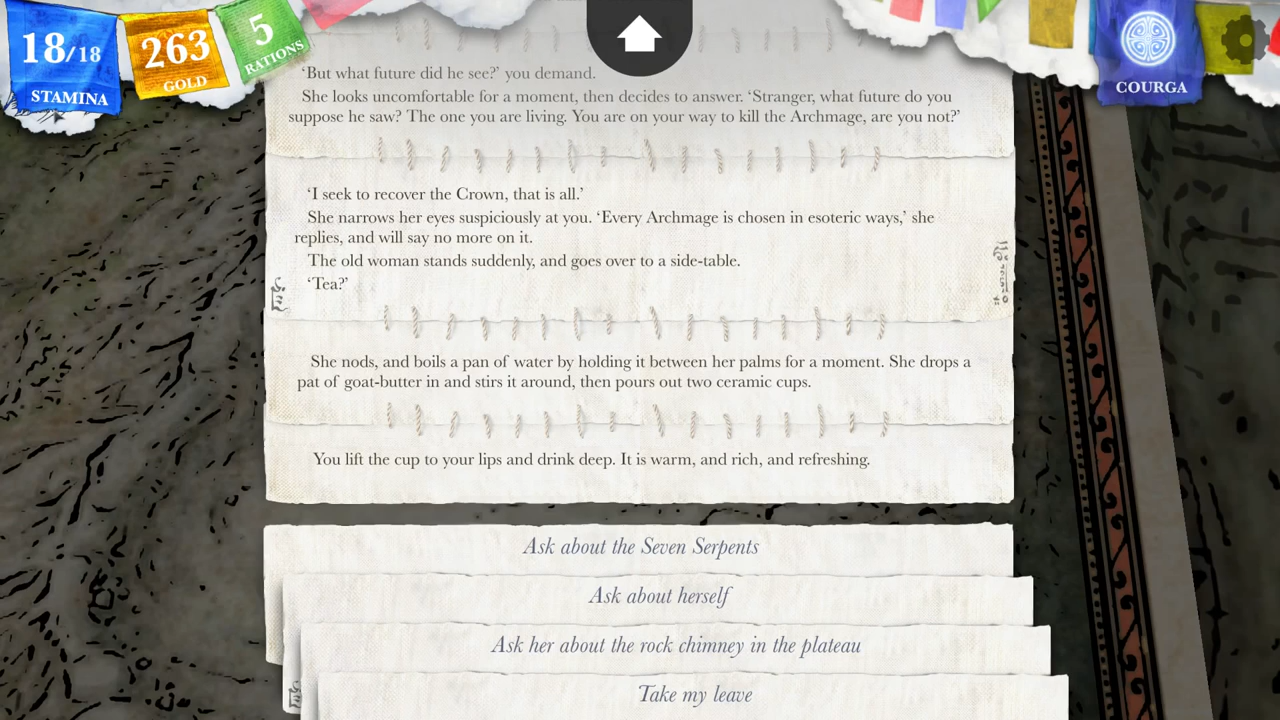 18/18
STAMINA
263
GOLD
5
RATIONS
COURGA
‘But what future did he see?’ you demand.
She looks uncomfortable for a moment, then decides to answer. ‘Stranger, what future do you
suppose he saw? The one you are living. You are on your way to kill the Archmage, are you not?’
‘I seek to recover the Crown, that is all.’
She narrows her eyes suspiciously at you. ‘Every Archmage is chosen in esoteric ways,’ she
replies, and will say no more on it.
The old woman stands suddenly, and goes over to a side-table.
‘Tea?’
She nods, and boils a pan of water by holding it between her palms for a moment. She drops a
pat of goat-butter in and stirs it around, then pours out two ceramic cups.
You lift the cup to your lips and drink deep. It is warm, and rich, and refreshing.
Ask about the Seven Serpents
Ask about herself
Ask her about the rock chimney in the plateau
Take my leave